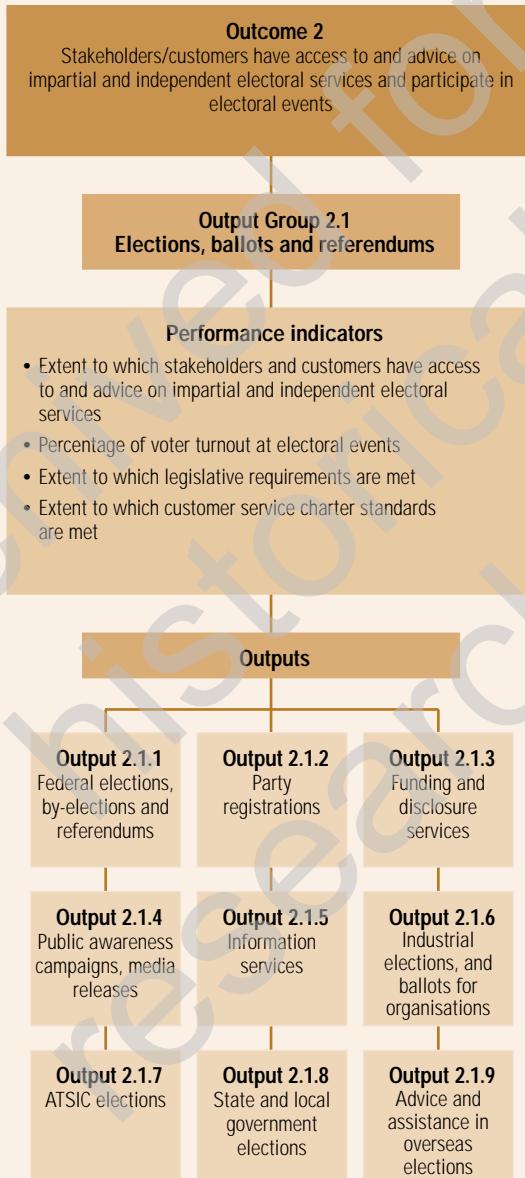 Outcome 2
Stakeholders/customers have access to and advice on
impartial and independent electoral services and participate in
electoral events
Output Group 2.1
Elections, ballots and referendums
Performance indicators
• Extent to which stakeholders and customers have access
to and advice on impartial and independent electoral
services
• Percentage of voter turnout at electoral events
• Extent to which legislative requirements are met
• Extent to which customer service charter standards
are met
Outputs
Output 2.1.1
Federal elections,
by-elections and
referendums
Output 2.1.2
Party
registrations
Output 2.1.3
Funding and
disclosure
services
Output 2.1.4
Public awareness
campaigns, media
releases
Output 2.1.5
Information
services
Output 2.1.6
Industrial
elections, and
ballots for
organisations
Output 2.1.7
ATSIC elections
Output 2.1.8
State and local
government
elections
Output 2.1.9
Advice and
assistance in
overseas
elections